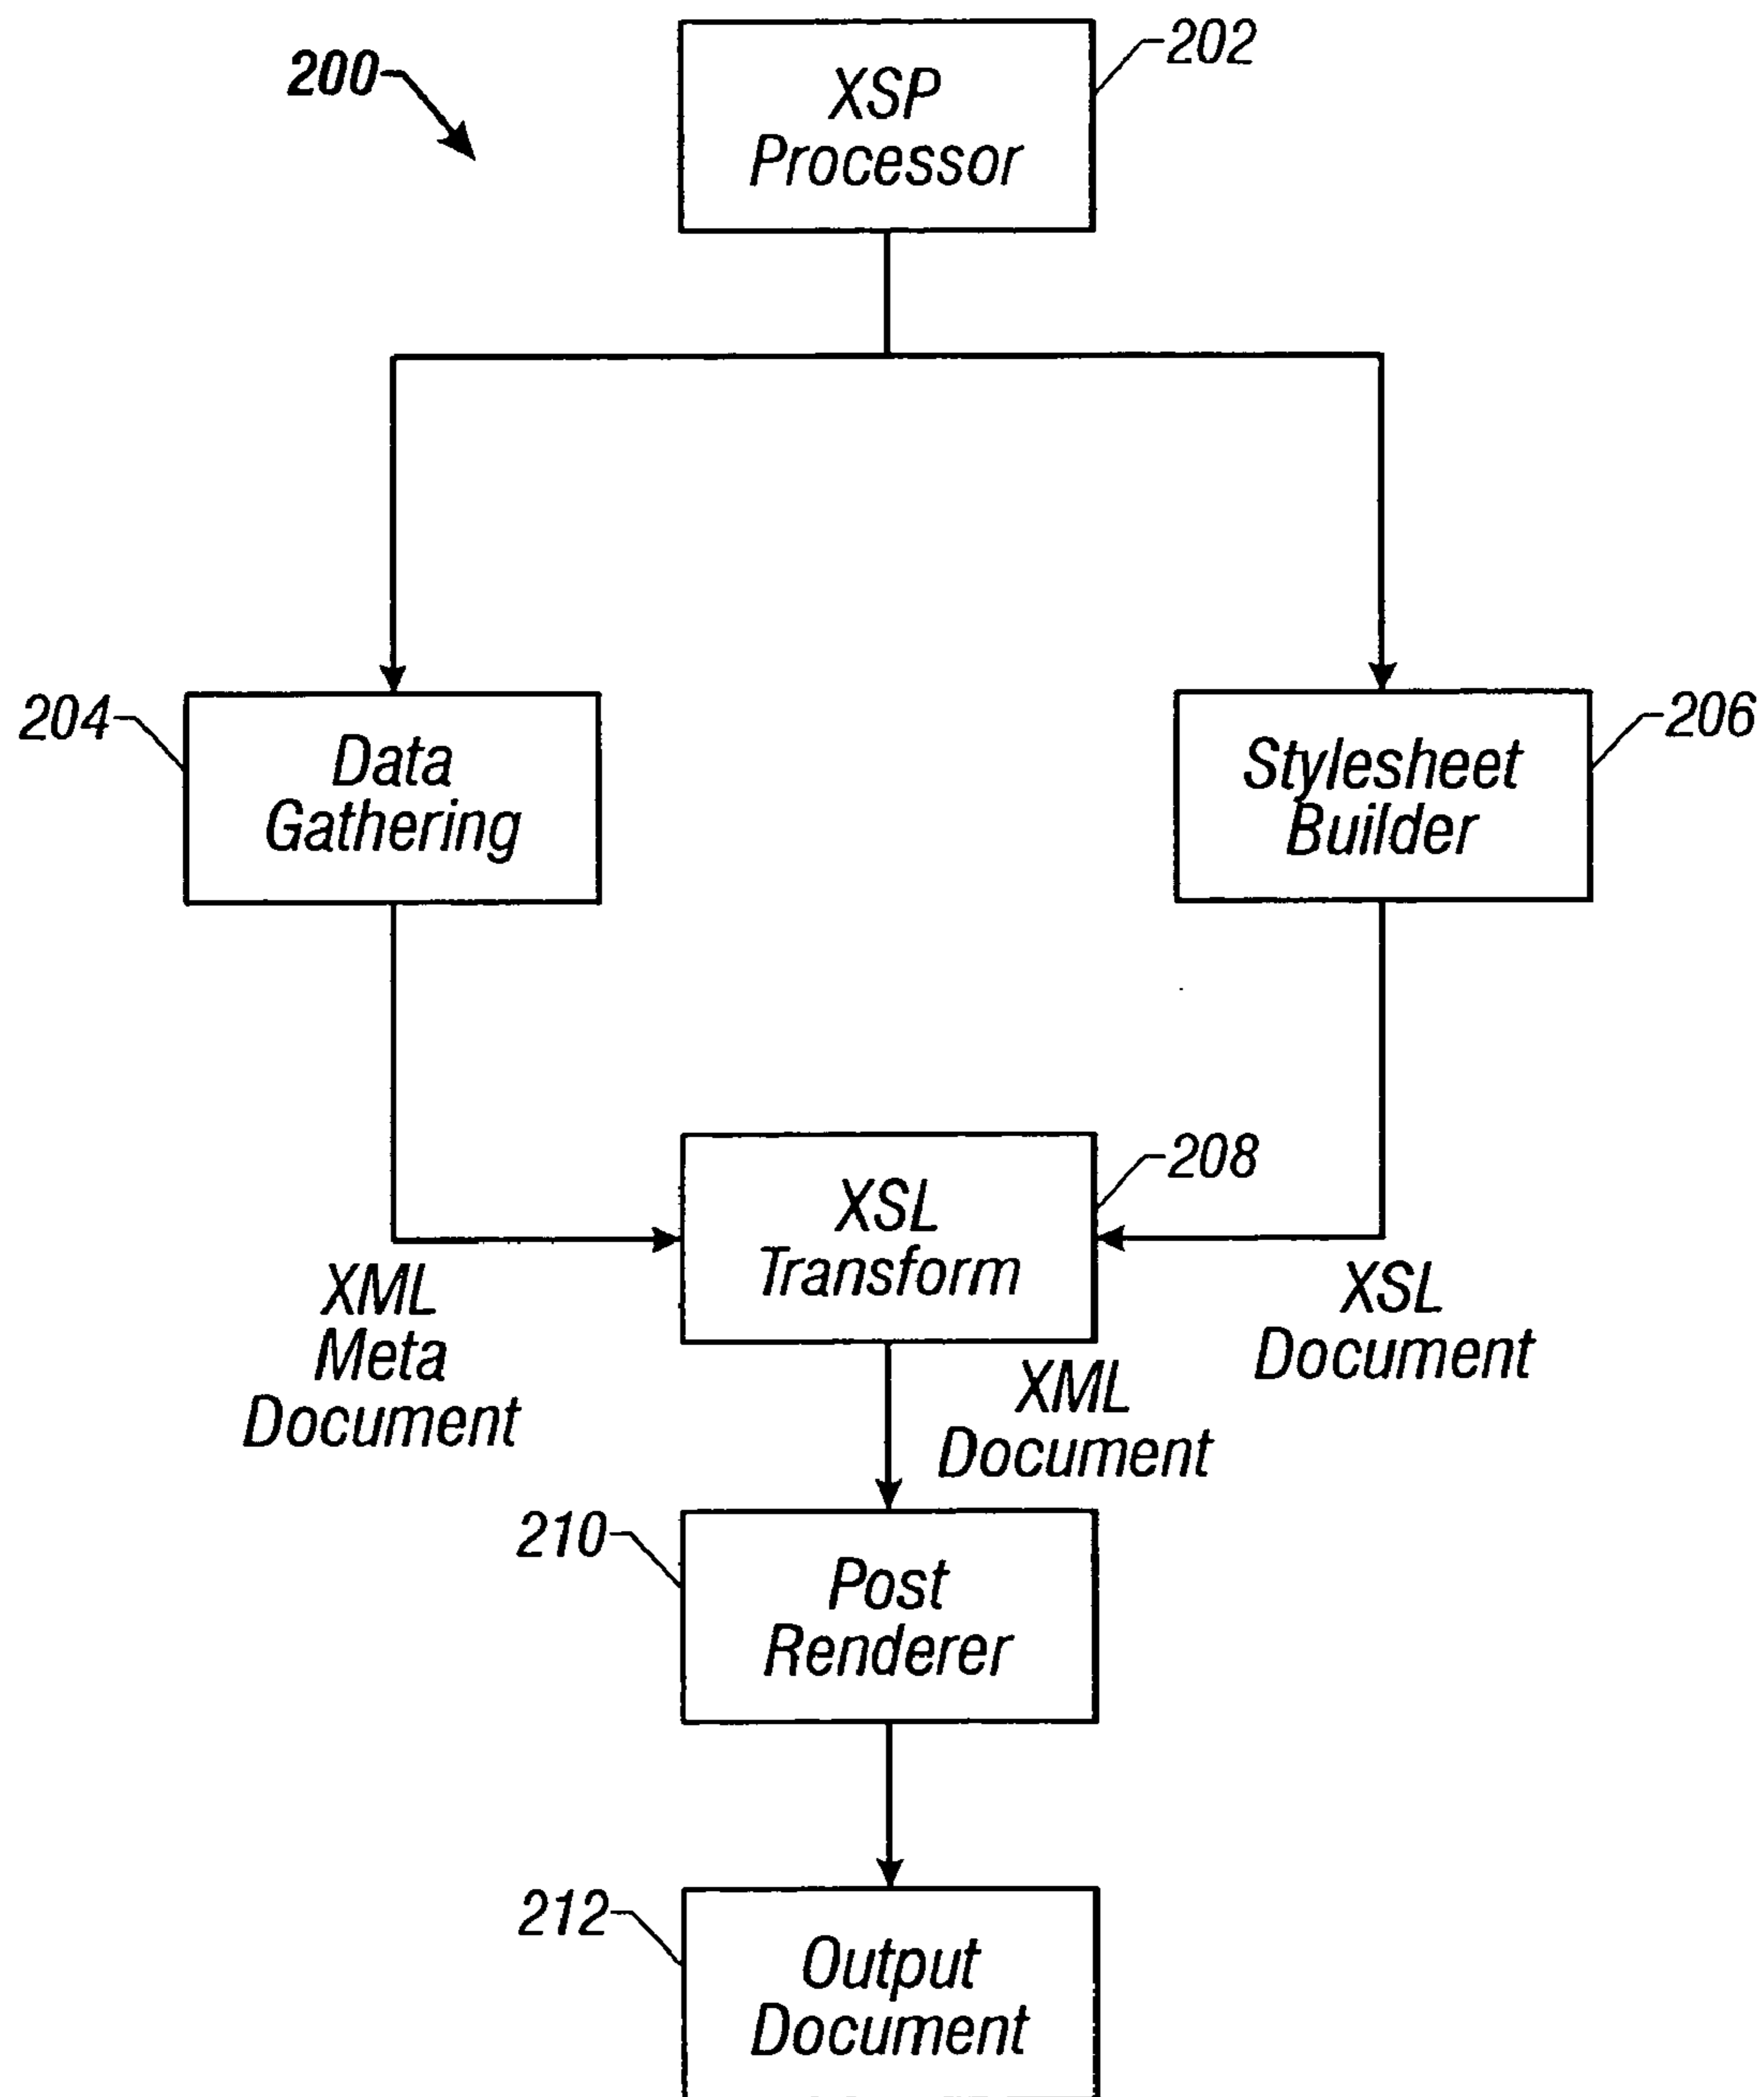 200
202
XSP
Processor
204
Data
Gathering
206
Stylesheet
Builder
208
XSL
Transform
XML
Meta
Document
XSL
Document
XML
Document
210
Post
Renderer
212
Output
Document